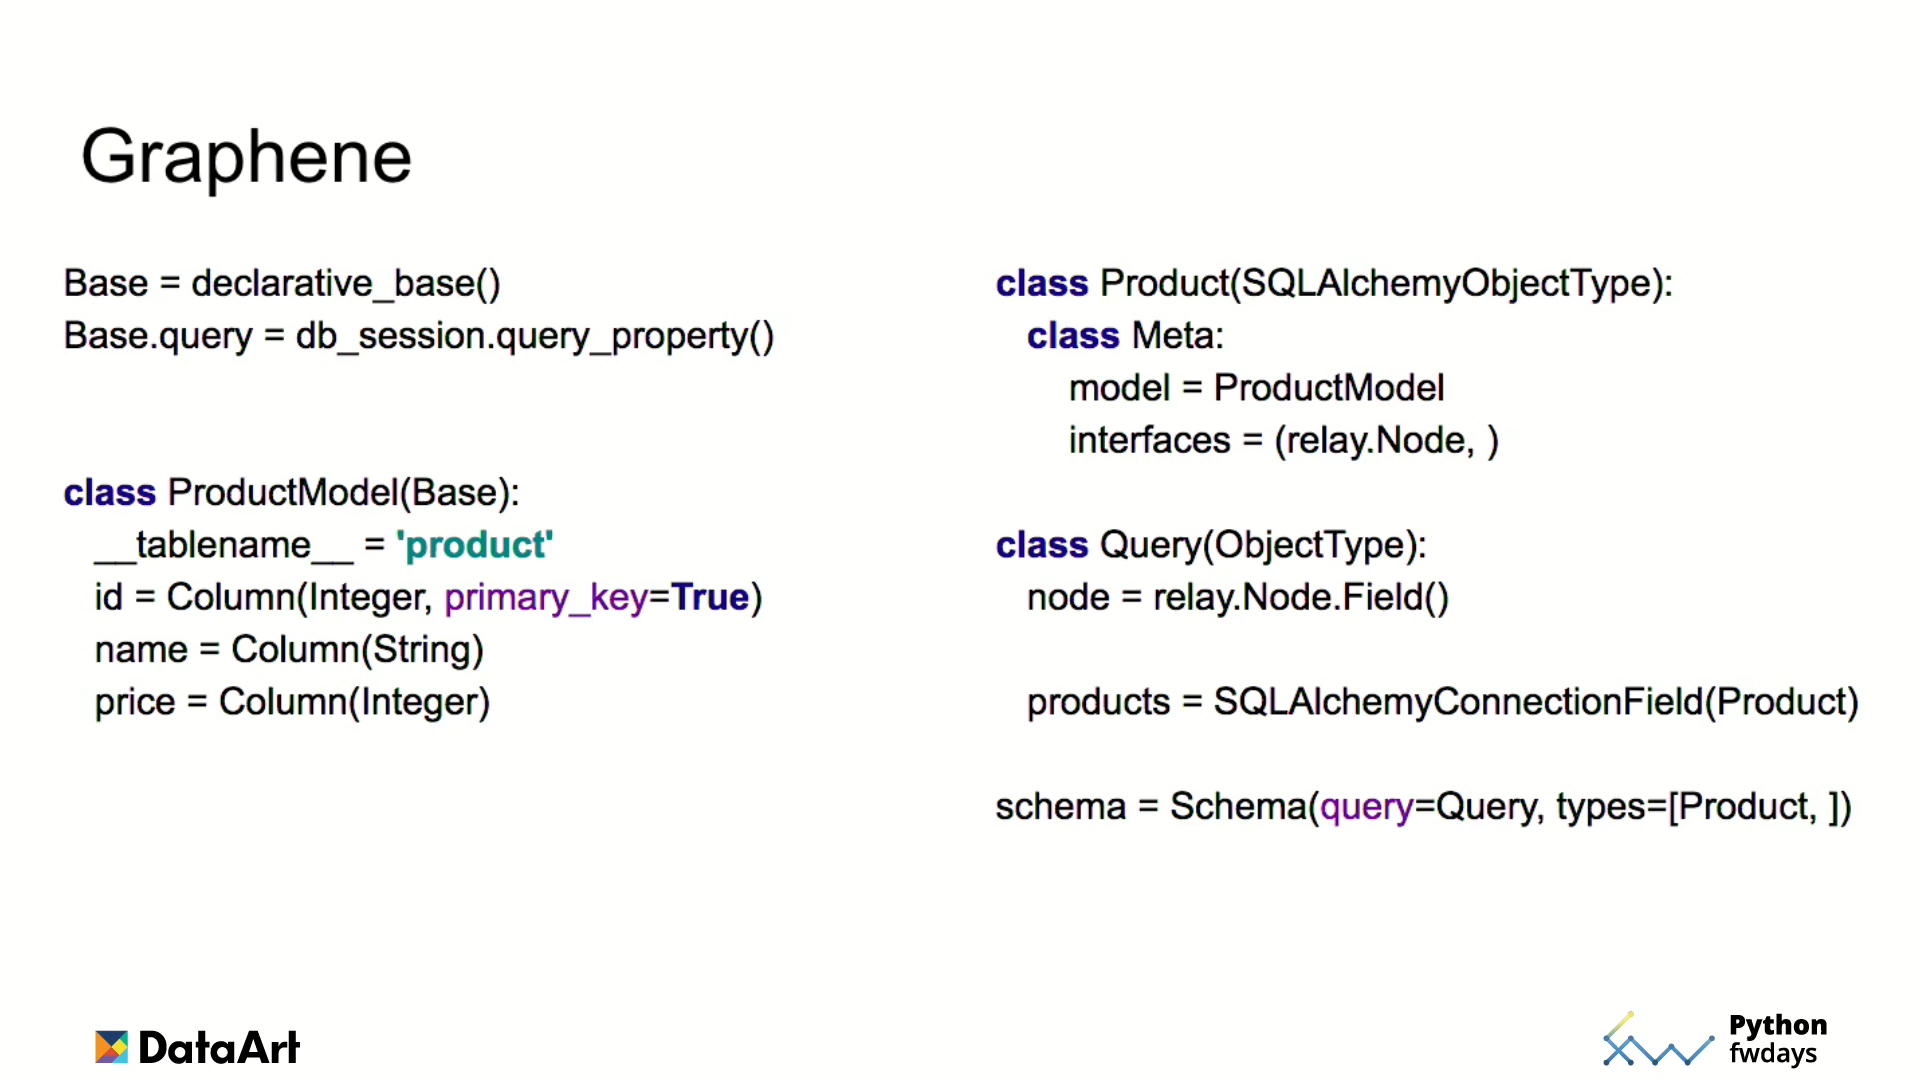 Graphene
Base = declarative_base()
Base.query = db_session.query_property()
class ProductModel(Base):
__tablename__ = 'product'
id = Column(Integer, primary_key=True)
name = Column(String)
price = Column(Integer)
class Product(SQLAlchemyObjectType):
class Meta:
model = ProductModel
interfaces = (relay.Node, )
class Query(ObjectType):
node = relay.Node.Field()
products = SQLAlchemyConnectionField(Product)
schema = Schema(query=Query, types=[Product, ])
DataArt
Python
fwdays